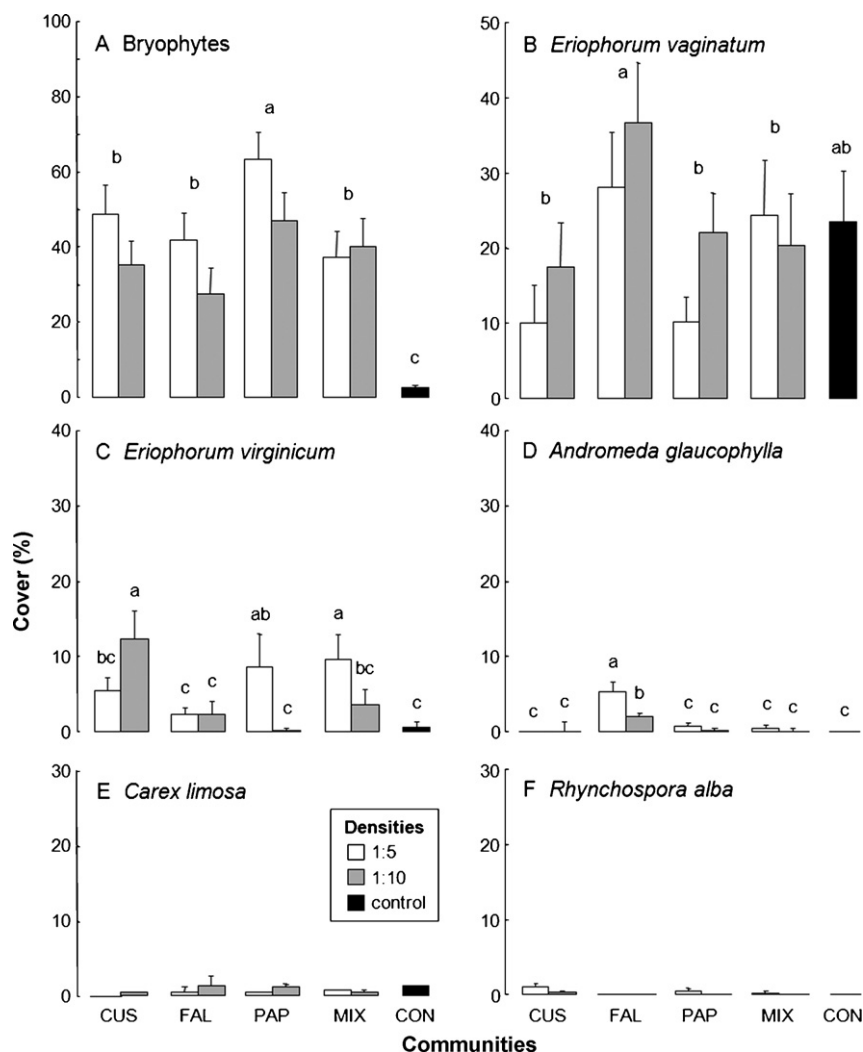 A Bryophytes
100
80
60
40
20
0
b
b
a
b
c
B Eriophorum vaginatum
50
40
30
20
10
0
b
a
b
b
ab
C Eriophorum virginicum
40
30
20
10
0
bc
a
c
c
ab
c
a
bc
c
D Andromeda glaucophylla
40
30
20
10
0
c
c
a
b
c
c
c
c
c
Cover (%)
E Carex limosa
30
20
10
0
Densities
1:5
1:10
control
CUS FAL PAP MIX CON
F Rhynchospora alba
30
20
10
0
CUS FAL PAP MIX CON
Communities